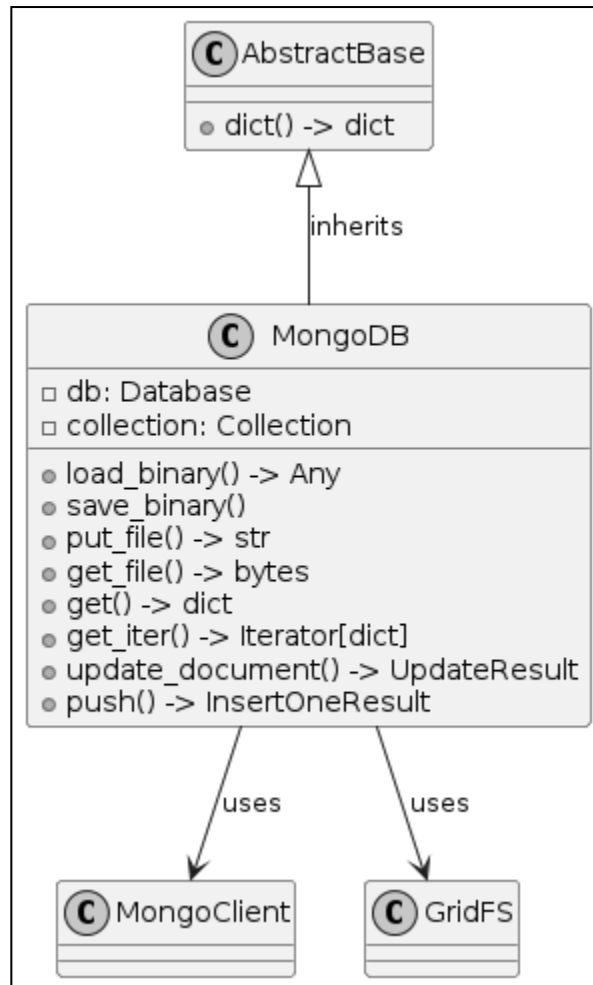 C AbstractBase
dict() -> dict
inherits
C MongoDB
db: Database
collection: Collection
load_binary() -> Any
save_binary()
put_file() -> str
get_file() -> bytes
get() -> dict
get_iter() -> Iterator[dict]
update_document() -> UpdateResult
push() -> InsertOneResult
uses
uses
C MongoClient
C GridFS